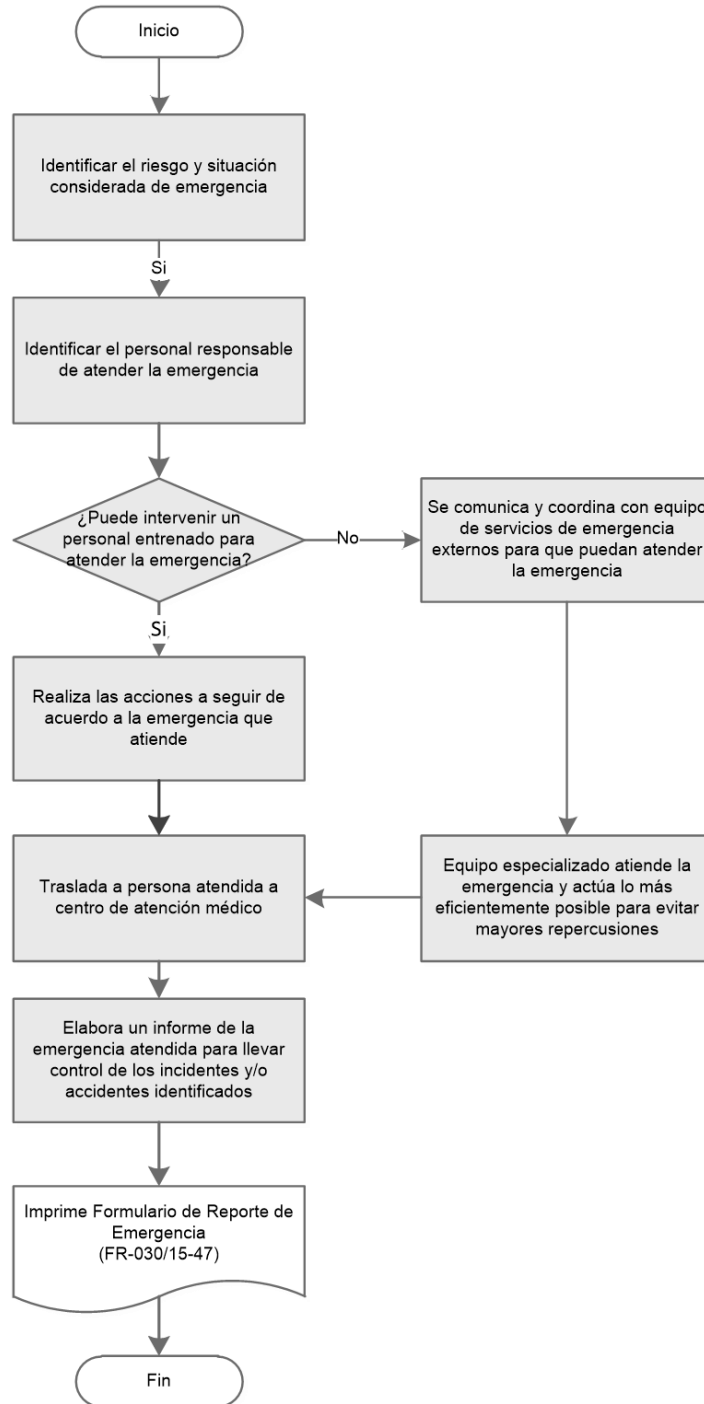 Inicio
Identificar el riesgo y situación
considerada de emergencia
Si
Identificar el personal responsable
de atender la emergencia
¿Puede intervenir un
personal entrenado para
atender la emergencia?
No
Se comunica y coordina con equipo
de servicios de emergencia
externos para que puedan atender
la emergencia
Si
Realiza las acciones a seguir de
acuerdo a la emergencia que
atiende
Traslada a persona atendida a
centro de atención médico
Equipo especializado atiende la
emergencia y actúa lo más
eficientemente posible para evitar
mayores repercusiones
Elabora un informe de la
emergencia atendida para llevar
control de los incidentes y/o
accidentes identificados
Imprime Formulario de Reporte de
Emergencia
(FR-030/15-47)
Fin